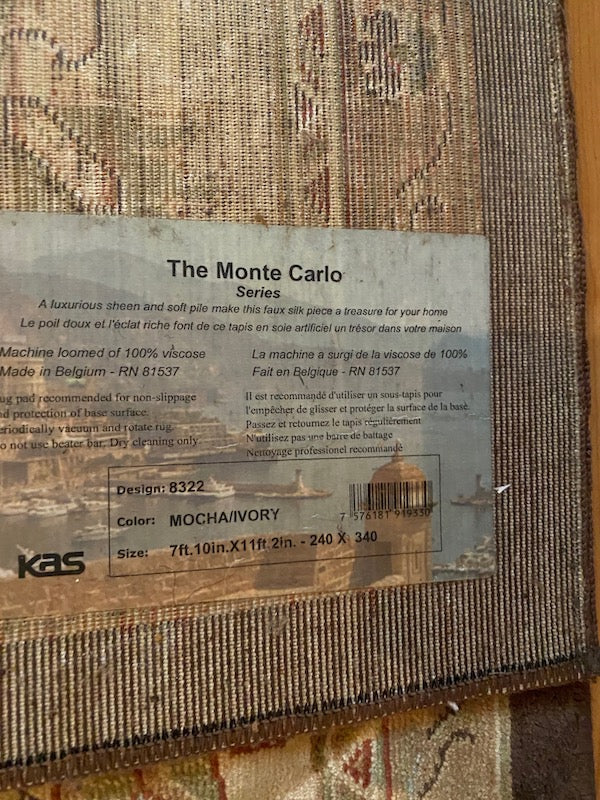 The Monte Carlo
Series
A luxurious sheen and soft pile make this faux silk piece a treasure for your home
Le poil doux et l'éclat riche font de ce tapis en soie artificiel un trésor dans votre maison
Machine loomed of 100% viscose
Made in Belgium - RN 81537
ug pad recommended for non-slippage
nd protection of base surface.
eriodically vacuum and rotate rug.
o not use beater bar. Dry cleaning only.
La machine a surgi de la viscose de 100%
Fait en Belgique - RN 81537
Il est recommandé d'utiliser un sous-tapis pour
l'empêcher de glisser et protéger la surface de la base.
Passez et retournez le tapis régulièrement
N'utilisez pas une barre de battage
Nettoyage professionel recommandé
Design: 8322
Color: MOCHA/IVORY
Size: 7ft.10in.X11ft.2in. - 240 X 340
7 576181 919330
KAS